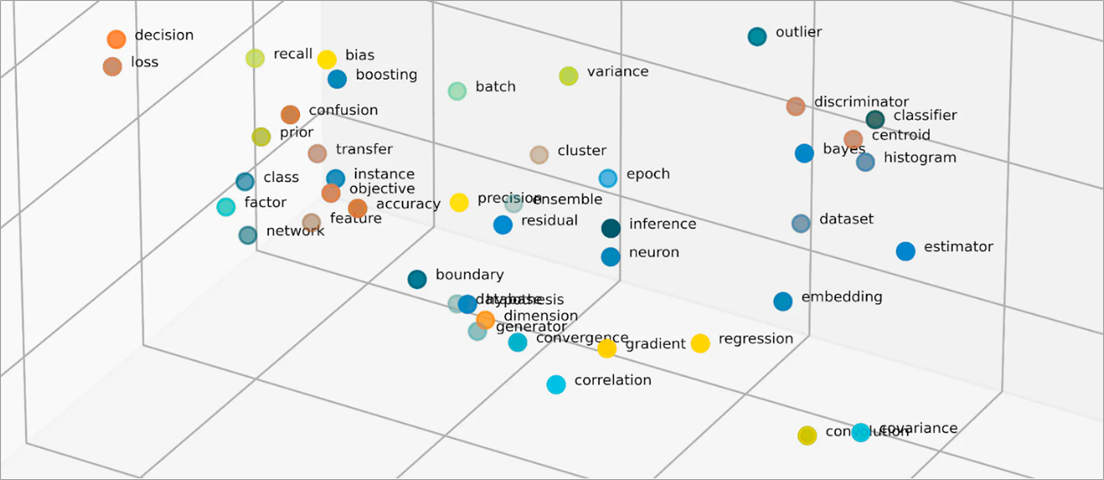 decision
outlier
recall
bias
loss
variance
boosting
batch
discriminator
confusion
classifier
prior
centroid
transfer
cluster
bayes
histogram
class
instance
epoch
objective
factor
accuracy
precision
ensemble
feature
residual
dataset
network
inference
estimator
neuron
boundary
embedding
database
hypothesis
dimension
generator
convergence
gradient
regression
correlation
convolution
covariance